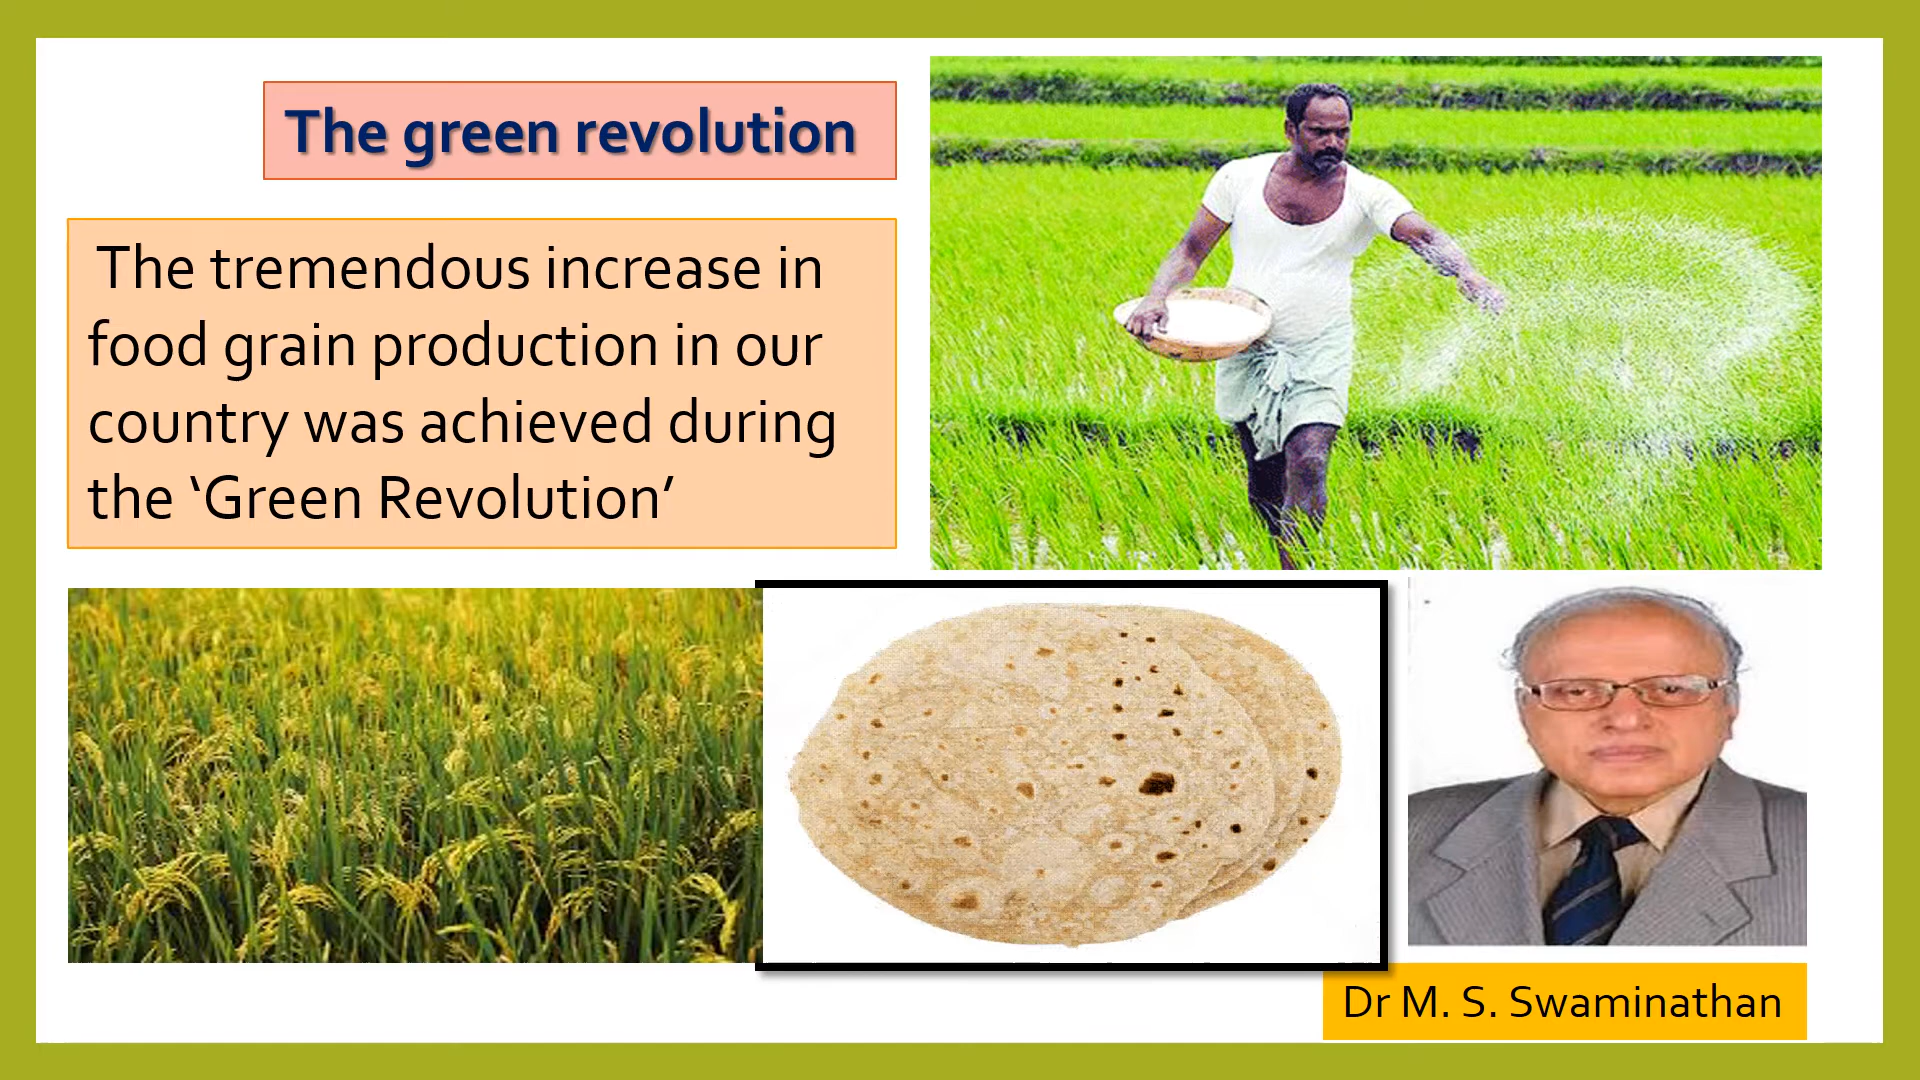 The green revolution
The tremendous increase in
food grain production in our
country was achieved during
the ‘Green Revolution’
Dr M. S. Swaminathan